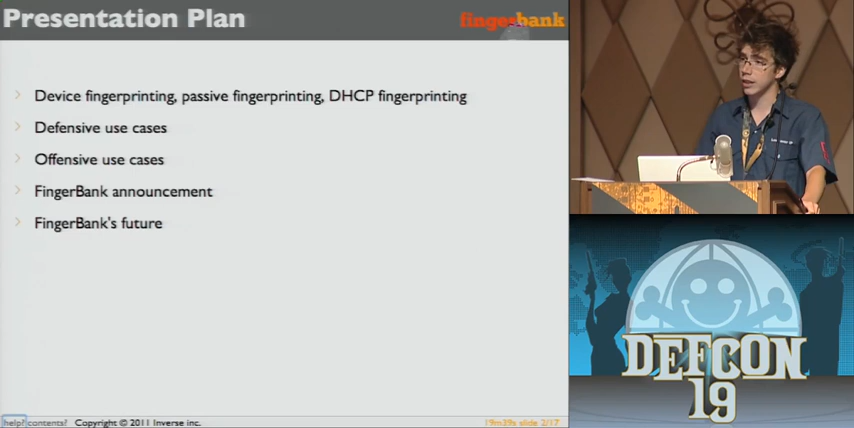 Presentation Plan
fingerbank
Device fingerprinting, passive fingerprinting, DHCP fingerprinting
Defensive use cases
Offensive use cases
FingerBank announcement
FingerBank's future
help? contents? Copyright © 2011 Inverse inc.
19m29s slide 2/17
DEFCON
19